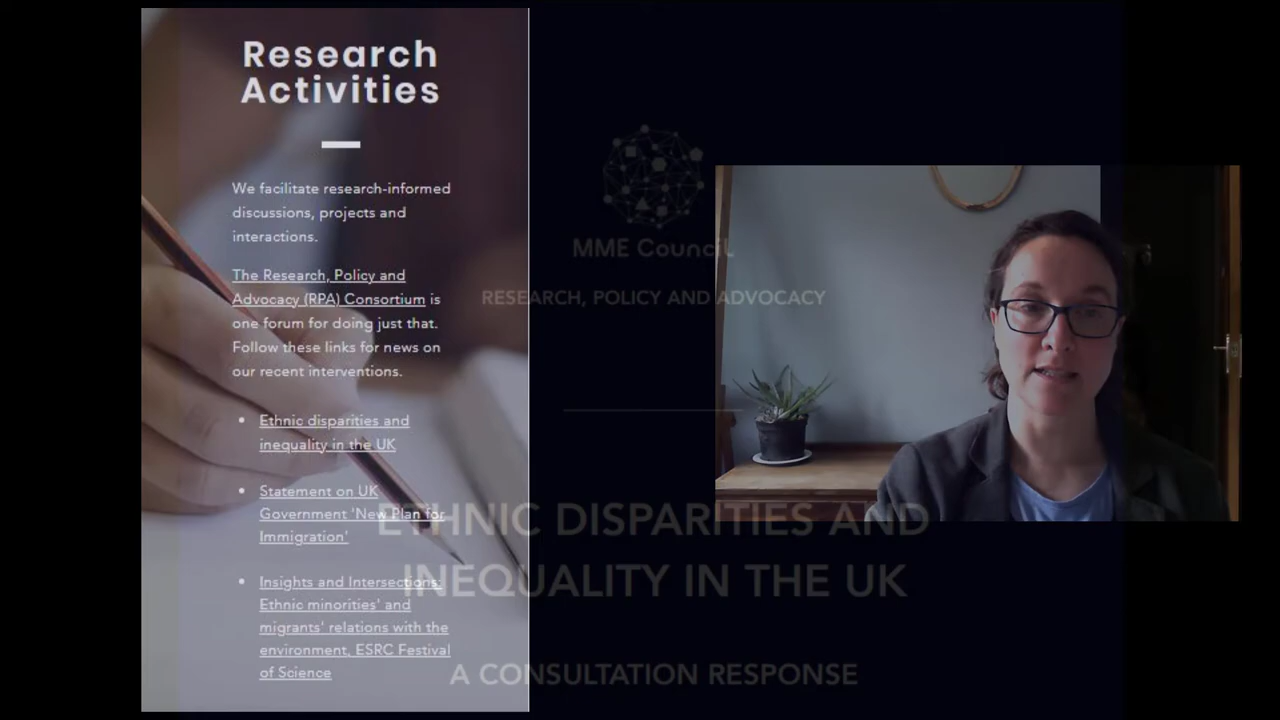 Research
Activities
We facilitate research-informed
discussions, projects and
interactions.
The Research, Policy and
Advocacy (RPA) Consortium is
one forum for doing just that.
Follow these links for news on
our recent interventions.
• Ethnic disparities and
inequality in the UK
• Statement on UK
Government 'New Plan for
Immigration'
• Insights and Intersections:
Ethnic minorities' and
migrants' relations with the
environment, ESRC Festival
of Science
MME Council
RESEARCH, POLICY AND ADVOCACY
ETHNIC DISPARITIES AND
INEQUALITY IN THE UK
A CONSULTATION RESPONSE